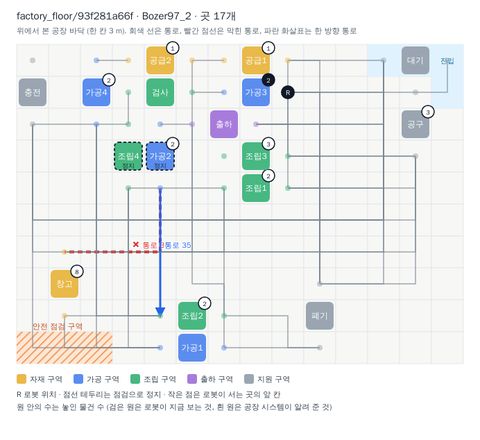 factory_floor/93f281a66f · Bozer97_2 · 곳 17개
위에서 본 공장 바닥 (한 칸 3 m). 회색 선은 통로, 빨간 점선은 막힌 통로, 파란 화살표는 한 방향 통로
1
1
공급2
공급1
대기
진입
2
2
충전
가공4
검사
가공3
R
3
출하
공구
2
3
조립4
가공2
조립3
정지
정지
2
조립1
✖ 통로
통로 35
8
창고
2
조립2
폐기
안전 점검 구역
가공1
자재 구역
가공 구역
조립 구역
출하 구역
지원 구역
R 로봇 위치 · 점선 테두리는 점검으로 정지 · 작은 점은 로봇이 서는 곳의 앞 칸
원 안의 수는 놓인 물건 수 (검은 원은 로봇이 지금 보는 것, 흰 원은 공장 시스템이 알려 준 것)